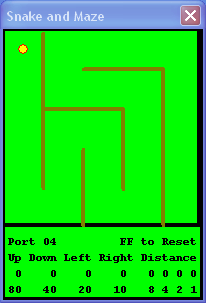 Snake and Maze
Port 04 FF to Reset
Up Down Left Right Distance
0 0 0 0 0 0 0 0
80 40 20 10 8 4 2 1